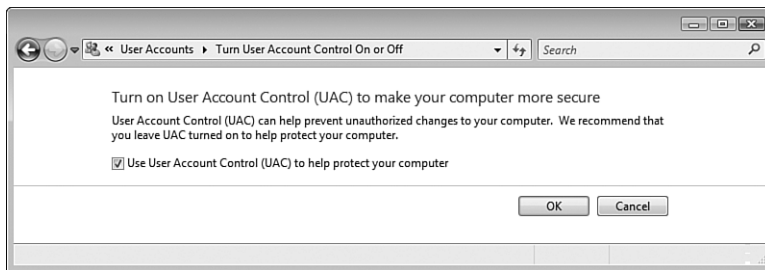 « User Accounts ▸ Turn User Account Control On or Off
Search
Turn on User Account Control (UAC) to make your computer more secure
User Account Control (UAC) can help prevent unauthorized changes to your computer. We recommend that
you leave UAC turned on to help protect your computer.
Use User Account Control (UAC) to help protect your computer
OK Cancel